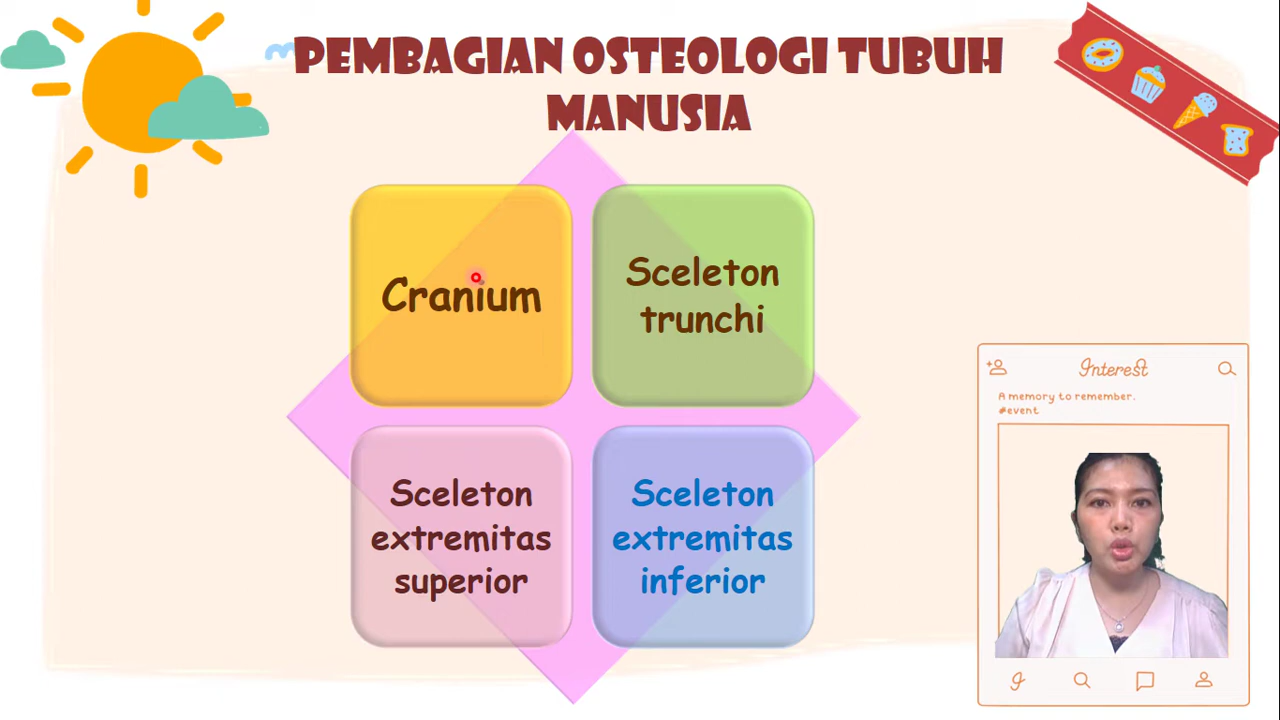 PEMBAGIAN OSTEOLOGI TUBUH
MANUSIA
Cranium
Sceleton
trunchi
Sceleton
extremitas
superior
Sceleton
extremitas
inferior
Interest
A memory to remember.
#event